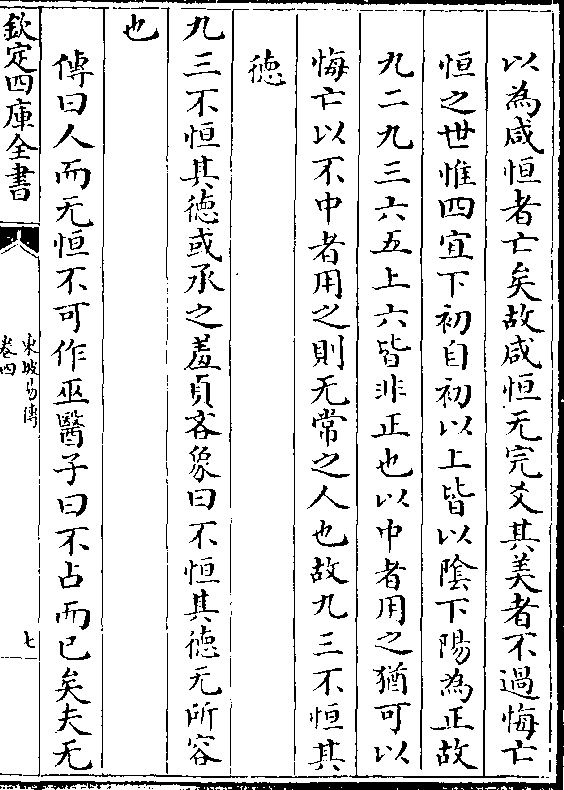 以為咸恒者亡矣故咸恒无完爻其美者不過悔亡
恒之世惟四宜下初自初以上皆以陰下陽為正故
九二九三六五上六皆非正也以中者用之猶可以
悔亡以不中者用之則无常之人也故九三不恒其
徳
九三不恒其徳或承之羞貞吝象曰不恒其徳无所容
也
傳曰人而无恒不可作巫醫子曰不占而已矣夫无
欽定四庫全書
東坡易傳
卷四
七